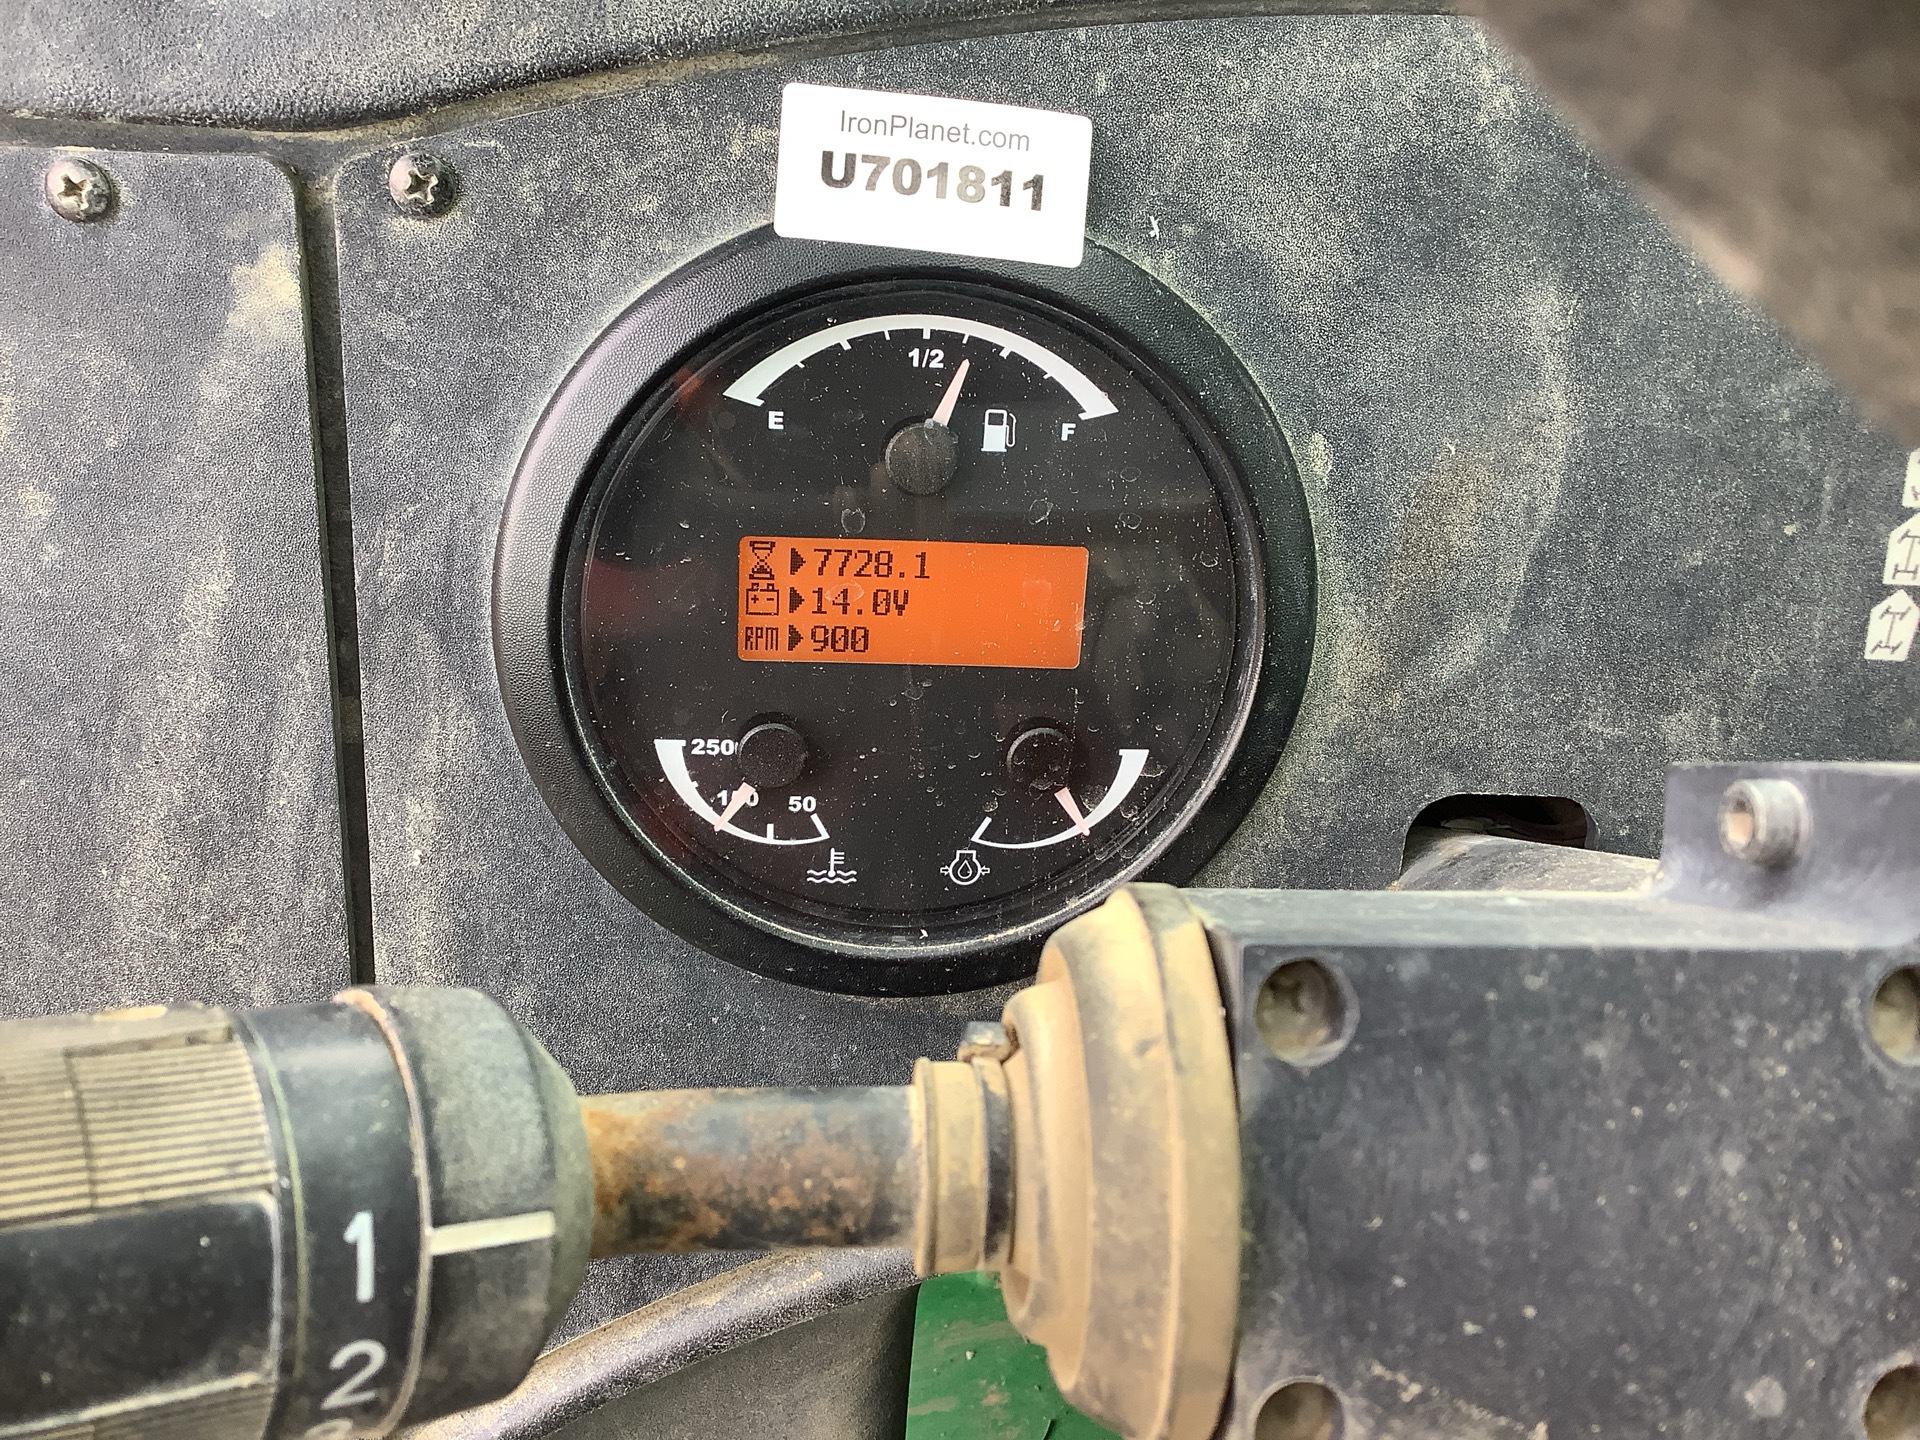 IronPlanet.com
U701811
1/2
E
F
7728.1
14.0V
RPM 900
250
50
1
2